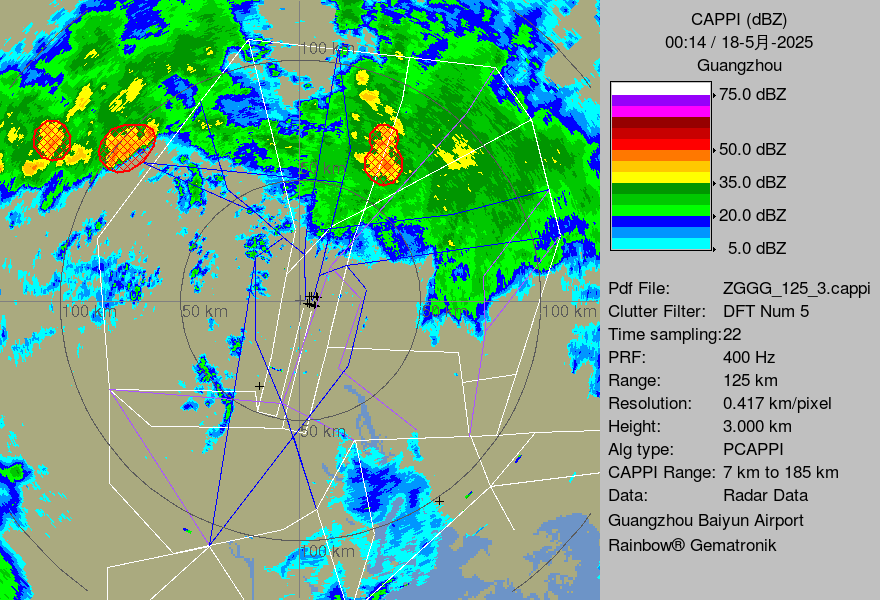 CAPPI (dBZ)
00:14 / 18-5月-2025
Guangzhou
75.0 dBZ
50.0 dBZ
35.0 dBZ
20.0 dBZ
5.0 dBZ
Pdf File: ZGGG_125_3.cappi
Clutter Filter: DFT Num 5
Time sampling:22
PRF: 400 Hz
Range: 125 km
Resolution: 0.417 km/pixel
Height: 3.000 km
Alg type: PCAPPI
CAPPI Range: 7 km to 185 km
Data: Radar Data
Guangzhou Baiyun Airport
Rainbow® Gematronik
100 km
50 km
100 km
50 km
50 km
100 km
50 km
100 km